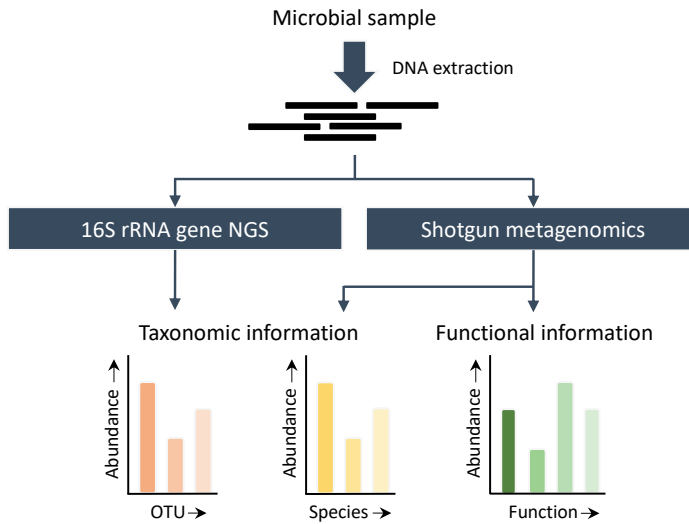 Microbial sample
DNA extraction
16S rRNA gene NGS
Shotgun metagenomics
Taxonomic information
Functional information
Abundance
OTU
Abundance
Species
Abundance
Function